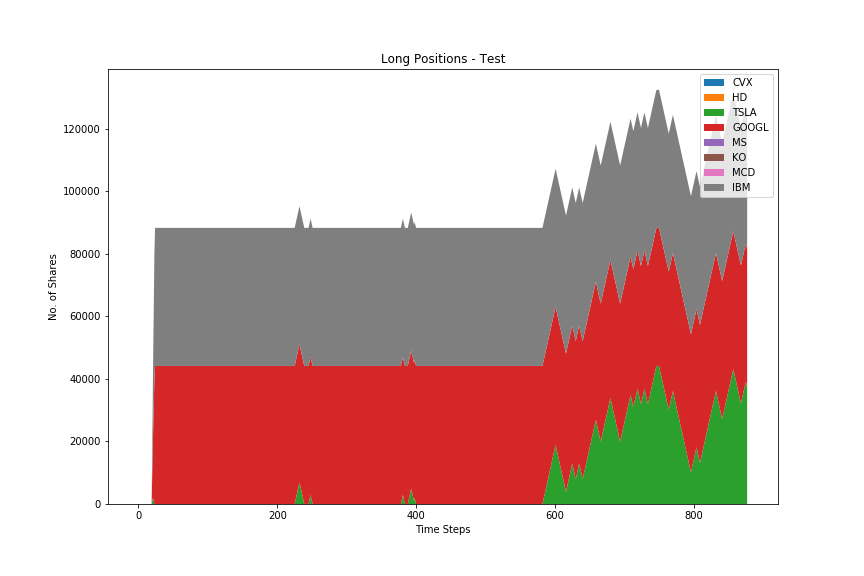 Long Positions - Test
CVX
HD
TSLA
GOOGL
MS
KO
MCD
IBM
120000
100000
80000
60000
40000
20000
0
No. of Shares
0 200 400 600 800
Time Steps